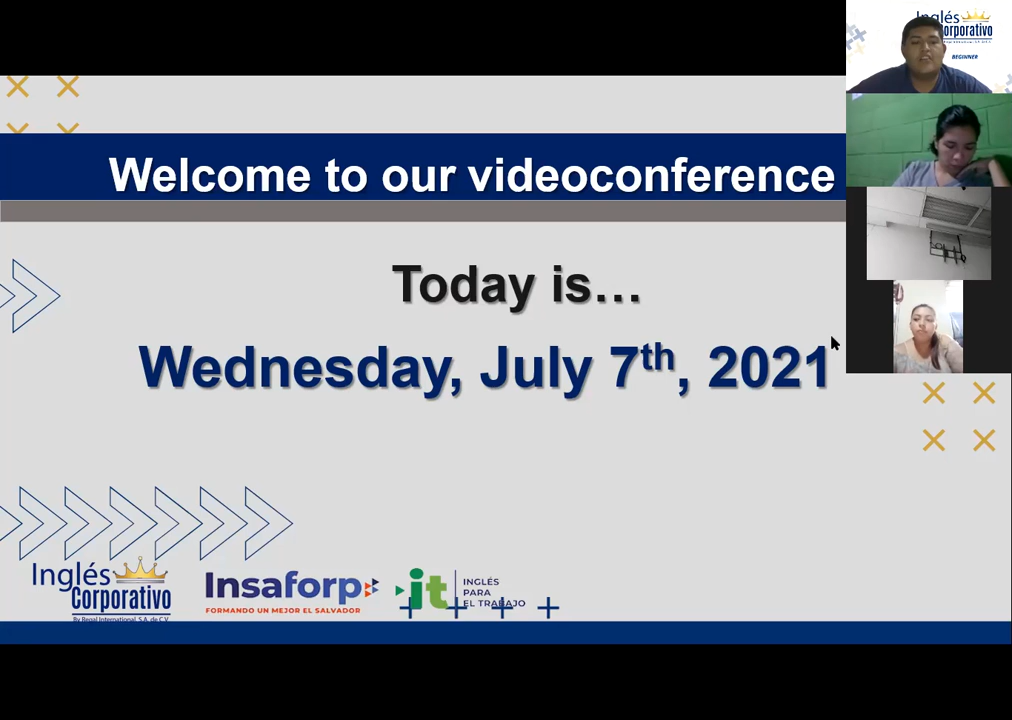 Welcome to our videoconference
Today is…
Wednesday, July 7th, 2021
Inglés
Corporativo
By Regal International, S.A. de C.V.
Insaforp
FORMANDO UN MEJOR EL SALVADOR
it
INGLÉS
PARA
EL TRABAJO
Inglés
Corporativo
BEGINNER